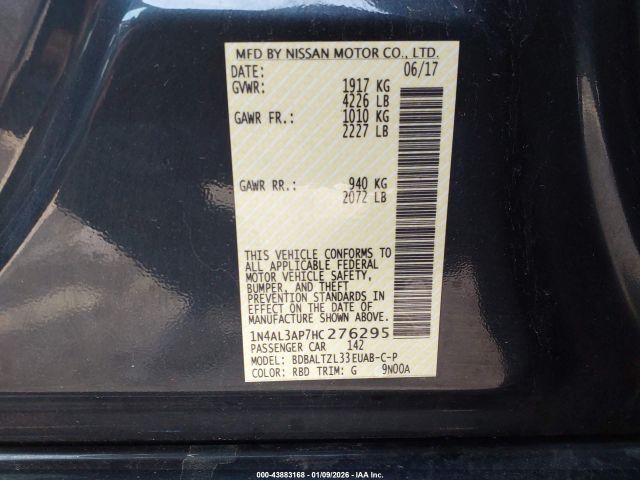 MFD BY NISSAN MOTOR CO., LTD.
DATE: 06/17
GVWR: 1917 KG
4226 LB
GAWR FR.: 1010 KG
2227 LB
GAWR RR.: 940 KG
2072 LB
THIS VEHICLE CONFORMS TO
ALL APPLICABLE FEDERAL
MOTOR VEHICLE SAFETY,
BUMPER, AND THEFT
PREVENTION STANDARDS IN
EFFECT ON THE DATE OF
MANUFACTURE SHOWN ABOVE.
1N4AL3AP7HC276295
PASSENGER CAR 142
MODEL: BDBALTZL33EUAB-C-P
COLOR: RBD TRIM: G 9N00A
000-43883168 - 01/09/2026 - IAA Inc.